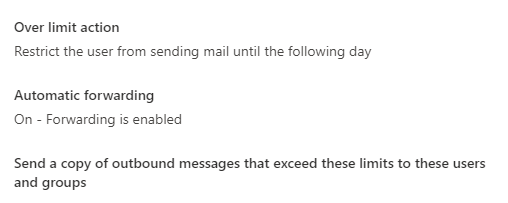 Over limit action
Restrict the user from sending mail until the following day
Automatic forwarding
On - Forwarding is enabled
Send a copy of outbound messages that exceed these limits to these users
and groups